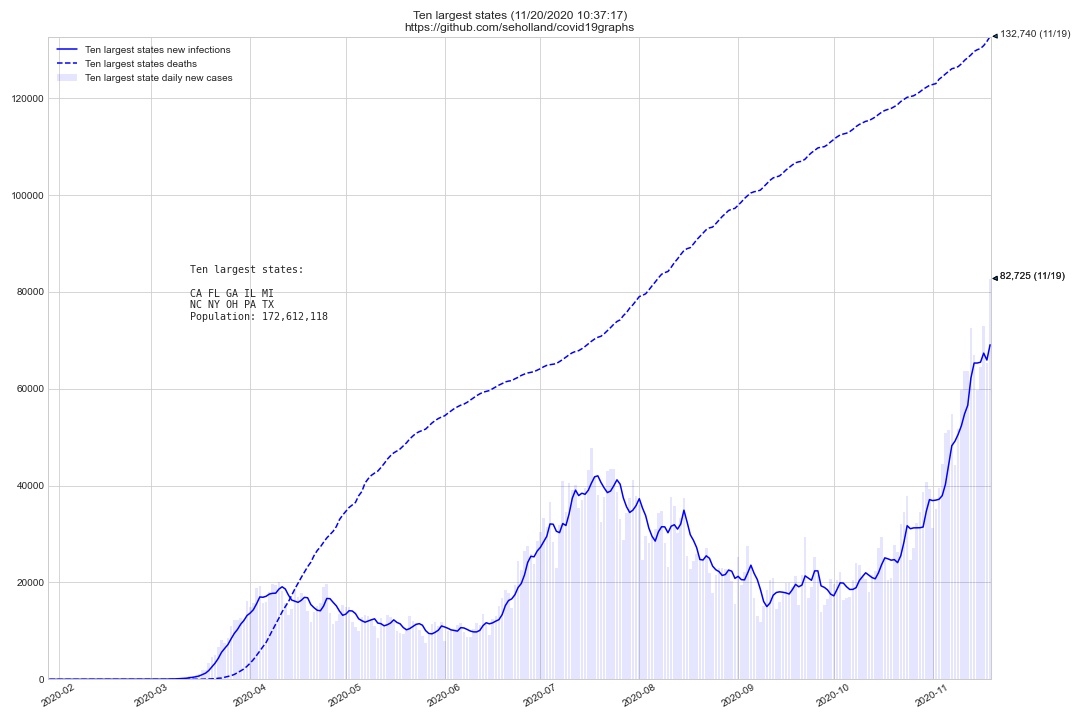 Ten largest states (11/20/2020 10:37:17)
https://github.com/seholland/covid19graphs
Ten largest states new infections
Ten largest states deaths
Ten largest state daily new cases
132,740 (11/19)
120000
100000
Ten largest states:
82,725 (11/19)
80000
CA FL GA IL MI
NC NY OH PA TX
Population: 172,612,118
60000
40000
20000
0
2020-02
2020-03
2020-04
2020-05
2020-06
2020-07
2020-08
2020-09
2020-10
2020-11